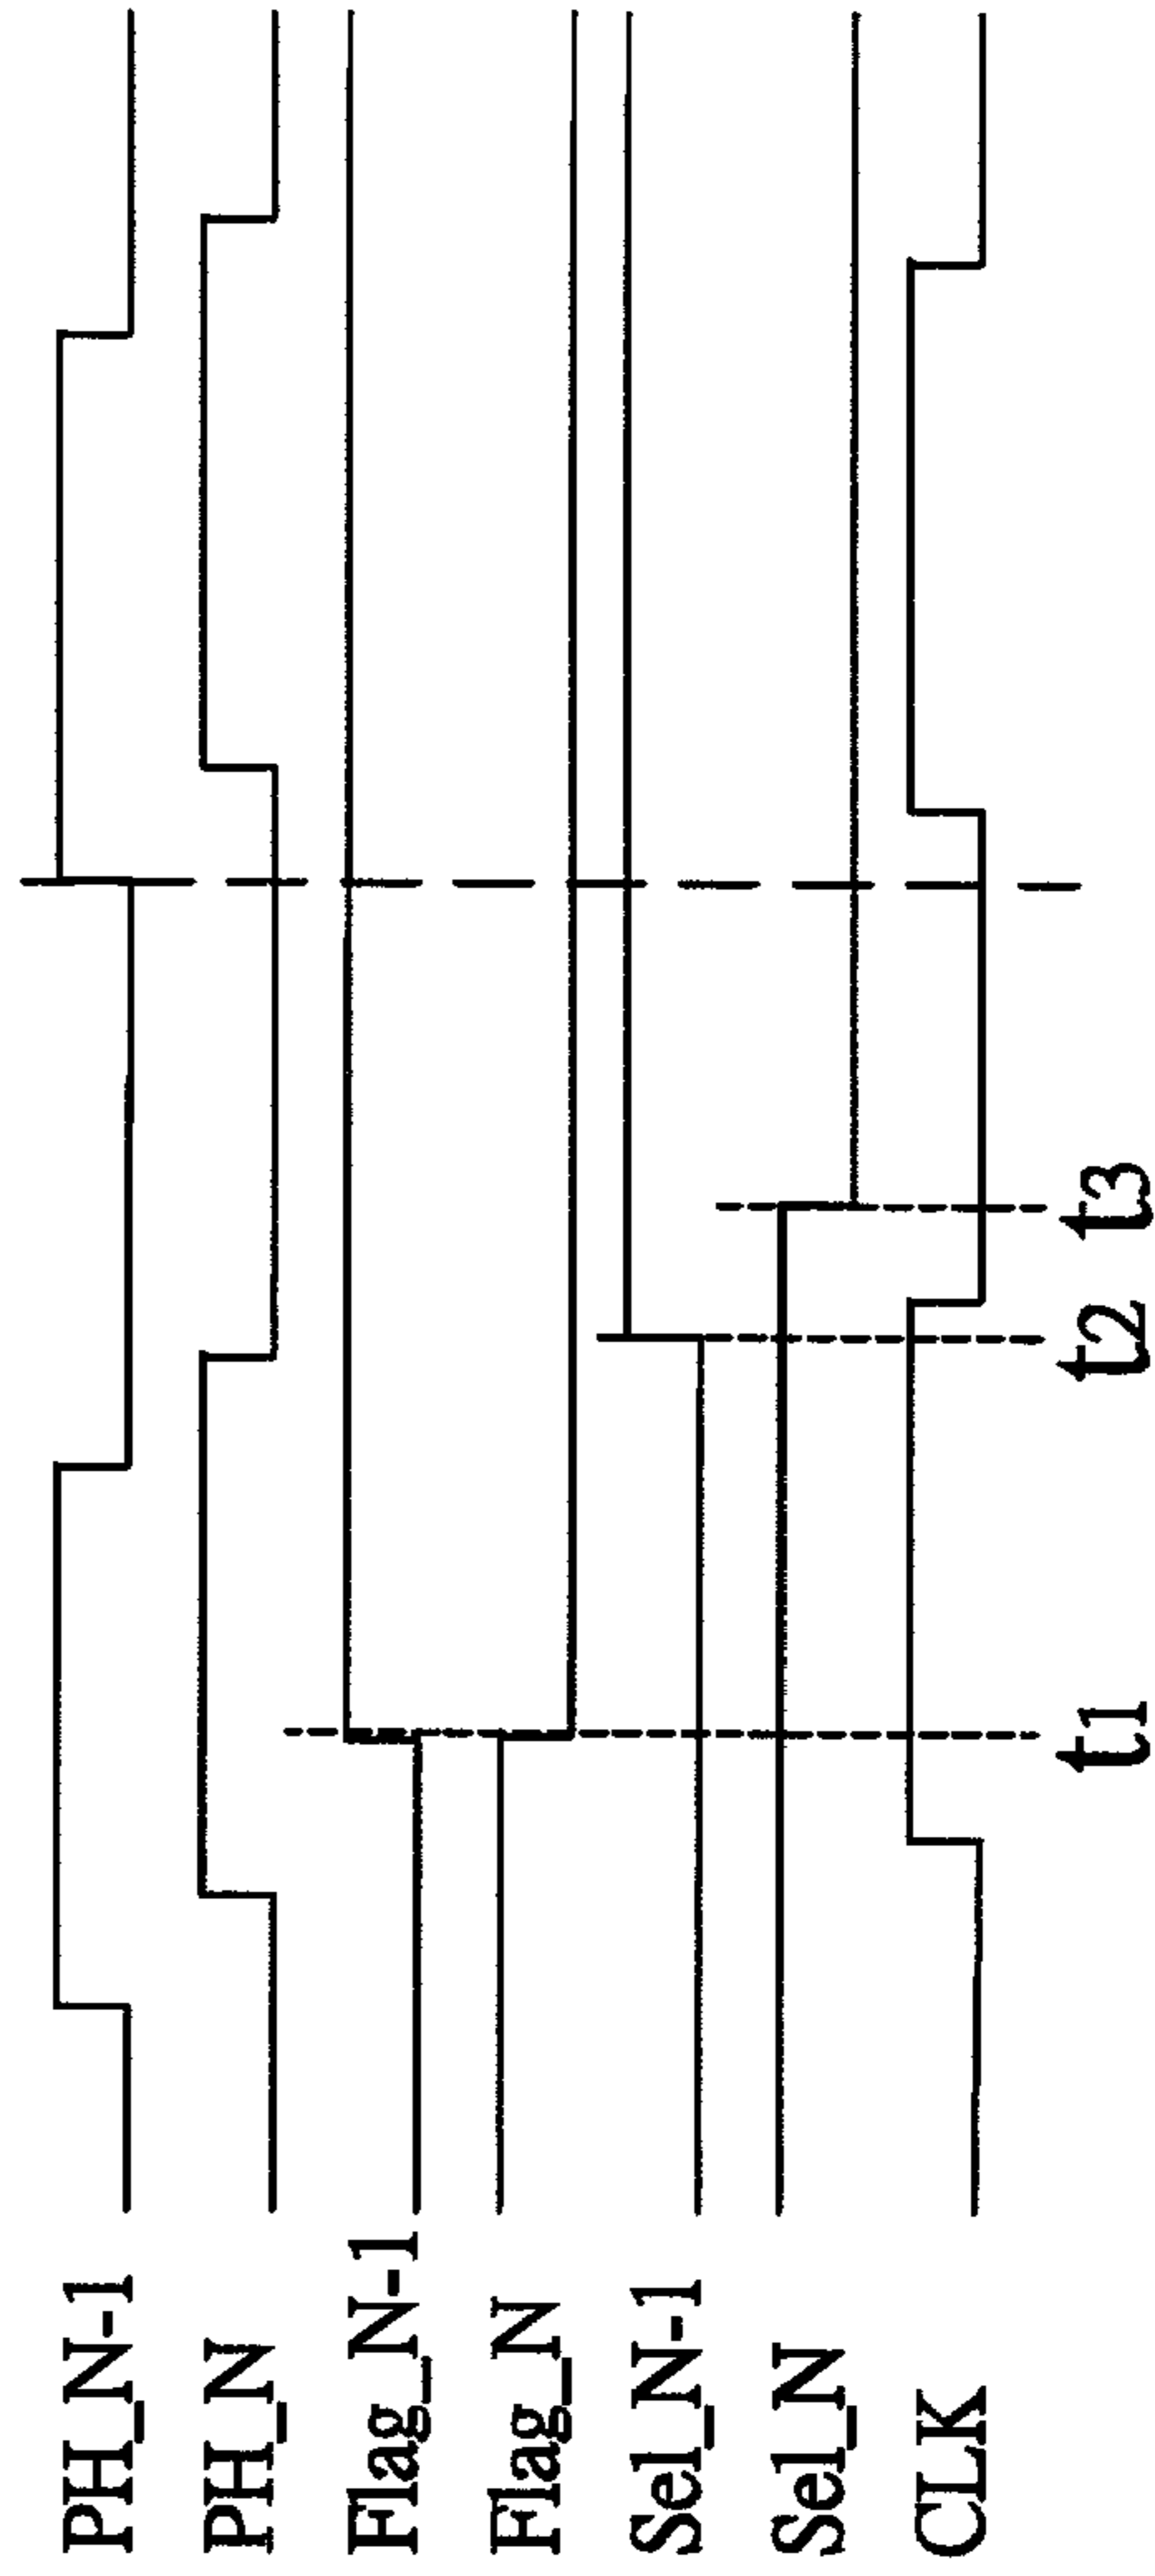 PH_N-1
PH_N
Flag_N-1
Flag_N
Sel_N-1
Sel_N
CLK
t1
t2
t3